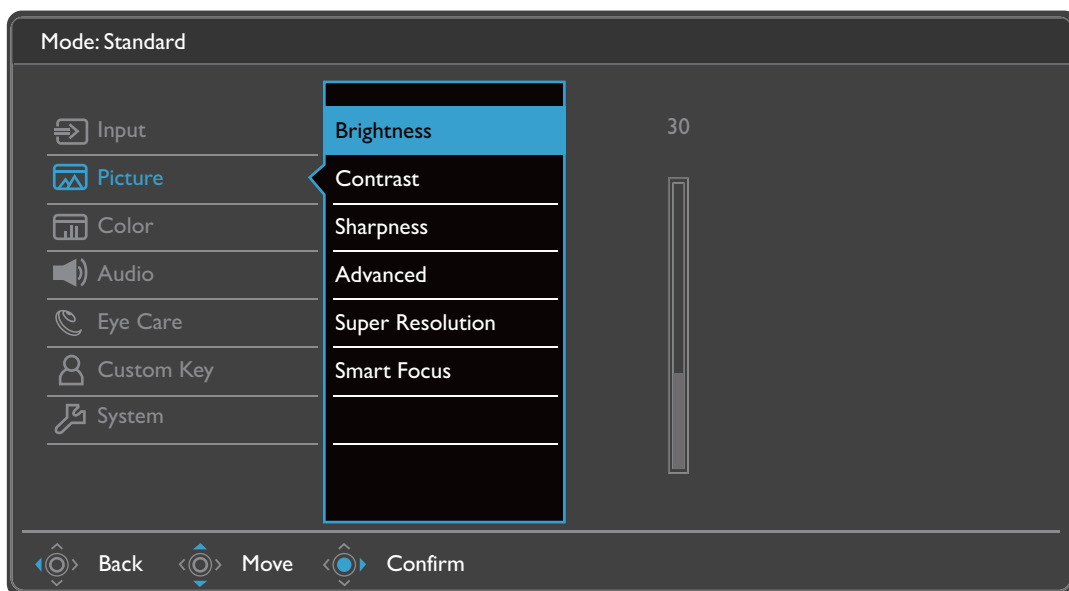 Mode: Standard
Input
Picture
Color
Audio
Eye Care
Custom Key
System
Brightness
Contrast
Sharpness
Advanced
Super Resolution
Smart Focus
30
Back Move Confirm